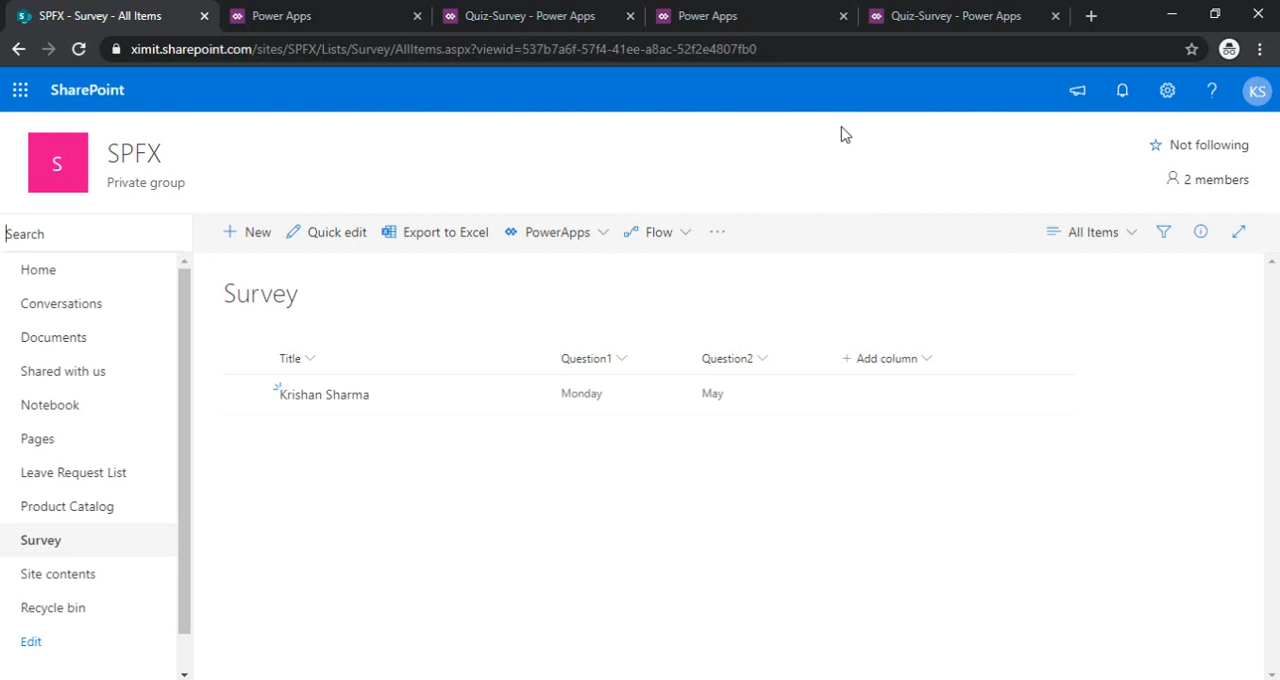 SPFX - Survey - All Items
Power Apps
Quiz-Survey - Power Apps
Power Apps
Quiz-Survey - Power Apps
ximit.sharepoint.com/sites/SPFX/Lists/Survey/AllItems.aspx?viewid=537b7a6f-57f4-41ee-a8ac-52f2e4807fb0
SharePoint
KS
S
SPFX
Private group
Not following
2 members
Search
New
Quick edit
Export to Excel
PowerApps
Flow
All Items
Home
Conversations
Documents
Shared with us
Notebook
Pages
Leave Request List
Product Catalog
Survey
Site contents
Recycle bin
Edit
Survey
Title Question1 Question2 + Add column
Krishan Sharma Monday May